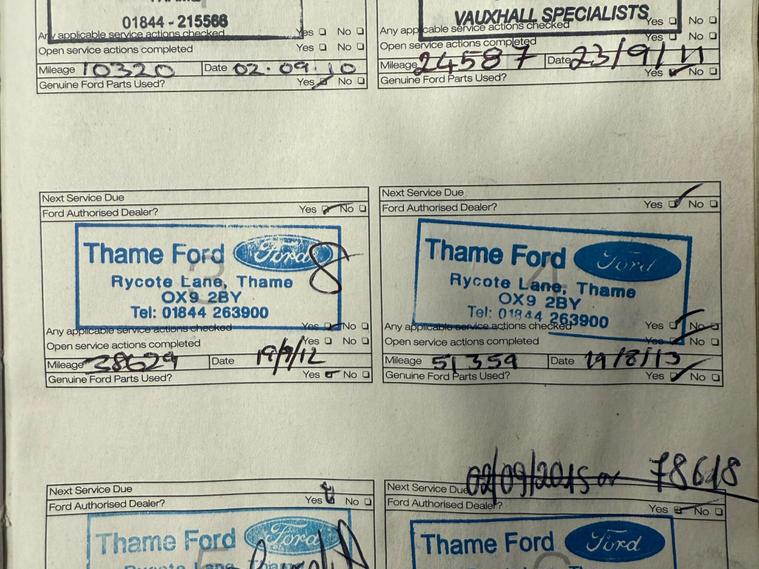 01844 - 215568
Any applicable service actions checked Yes No
Open service actions completed Yes No
Mileage 10320 Date 02.09.10
Genuine Ford Parts Used? Yes No
VAUXHALL SPECIALISTS
Any applicable service actions checked Yes No
Open service actions completed Yes No
Mileage 24587 Date 23/9/11
Genuine Ford Parts Used? Yes No
Next Service Due
Ford Authorised Dealer? Yes No
3
Thame Ford Ford 8
Rycote Lane, Thame
OX9 2BY
Tel: 01844 263900
Any applicable service actions checked Yes No
Open service actions completed Yes No
Mileage 38629 Date 19/9/12
Genuine Ford Parts Used? Yes No
Next Service Due
Ford Authorised Dealer? Yes No
4
Thame Ford Ford
Rycote Lane, Thame
OX9 2BY
Tel: 01844 263900
Any applicable service actions checked Yes No
Open service actions completed Yes No
Mileage 51359 Date 19/8/13
Genuine Ford Parts Used? Yes No
Next Service Due
Ford Authorised Dealer? Yes No
5
Thame Ford Ford
Rycote Lane, Thame
02/09/2015 or 78618
Next Service Due
Ford Authorised Dealer? Yes No
Thame Ford Ford